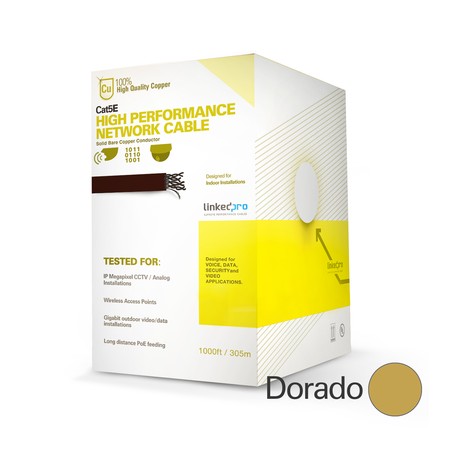 Cu
100%
High Quality Copper
Cat5E
HIGH PERFORMANCE
NETWORK CABLE
Solid Bare Copper Conductor
1011
0110
1001
Designed for
Indoor Installations
linkedpro
TESTED FOR:
IP Megapixel CCTV / Analog
Installations
Wireless Access Points
Gigabit outdoor video/data
Installations
Long distance PoE feeding
Designed for
VOICE, DATA,
SECURITY and
VIDEO
APPLICATIONS.
1000ft / 305m
linkedpro
Dorado